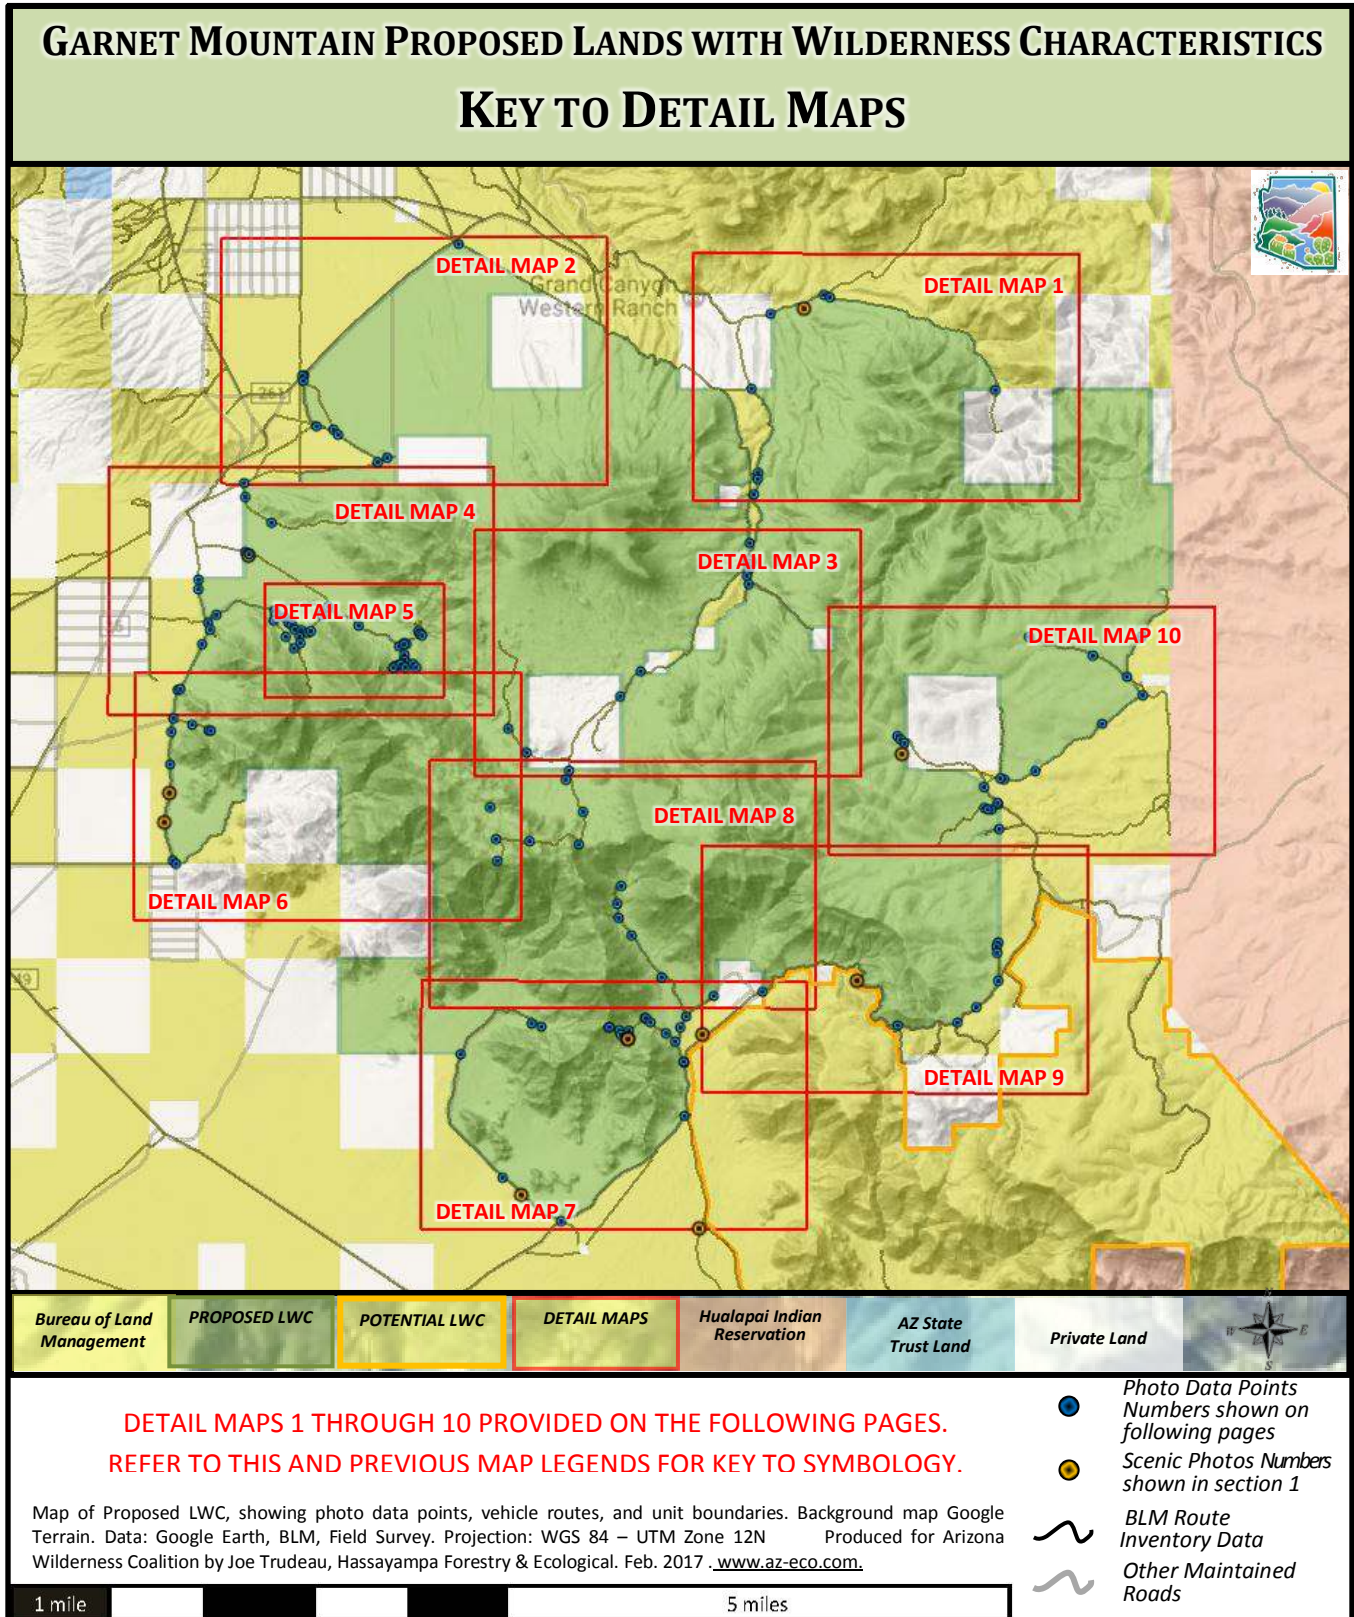 GARNET MOUNTAIN PROPOSED LANDS WITH WILDERNESS CHARACTERISTICS
KEY TO DETAIL MAPS
DETAIL MAP 2
Grand Canyon
Western Ranch
DETAIL MAP 1
261
DETAIL MAP 4
DETAIL MAP 3
DETAIL MAP 5
DETAIL MAP 10
DETAIL MAP 8
DETAIL MAP 6
49
DETAIL MAP 9
DETAIL MAP 7
Bureau of Land
Management
PROPOSED LWC
POTENTIAL LWC
DETAIL MAPS
Hualapai Indian
Reservation
AZ State
Trust Land
Private Land
W E
S
DETAIL MAPS 1 THROUGH 10 PROVIDED ON THE FOLLOWING PAGES.
REFER TO THIS AND PREVIOUS MAP LEGENDS FOR KEY TO SYMBOLOGY.
Map of Proposed LWC, showing photo data points, vehicle routes, and unit boundaries. Background map Google
Terrain. Data: Google Earth, BLM, Field Survey. Projection: WGS 84 – UTM Zone 12N Produced for Arizona
Wilderness Coalition by Joe Trudeau, Hassayampa Forestry & Ecological. Feb. 2017 . www.az-eco.com.
1 mile
5 miles
Photo Data Points
Numbers shown on
following pages
Scenic Photos Numbers
shown in section 1
BLM Route
Inventory Data
Other Maintained
Roads